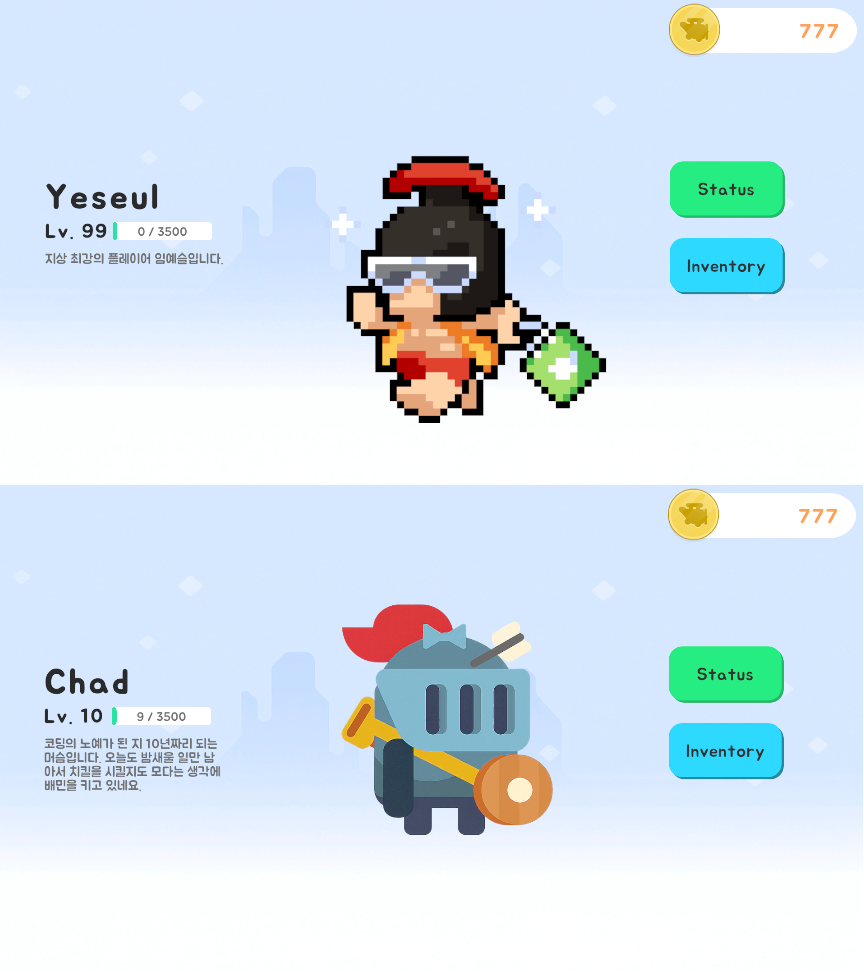 777
Yeseul
Lv. 99 0 / 3500
지상 최강의 플레이어 임예슬입니다.
Status
Inventory
777
Chad
Lv. 10 9 / 3500
코딩의 노예가 된 지 10년짜리 되는
머슴입니다. 오늘도 밤새울 일만 남
아서 치킬을 시킬지도 모다는 생각에
배민을 키고 있네요.
Status
Inventory